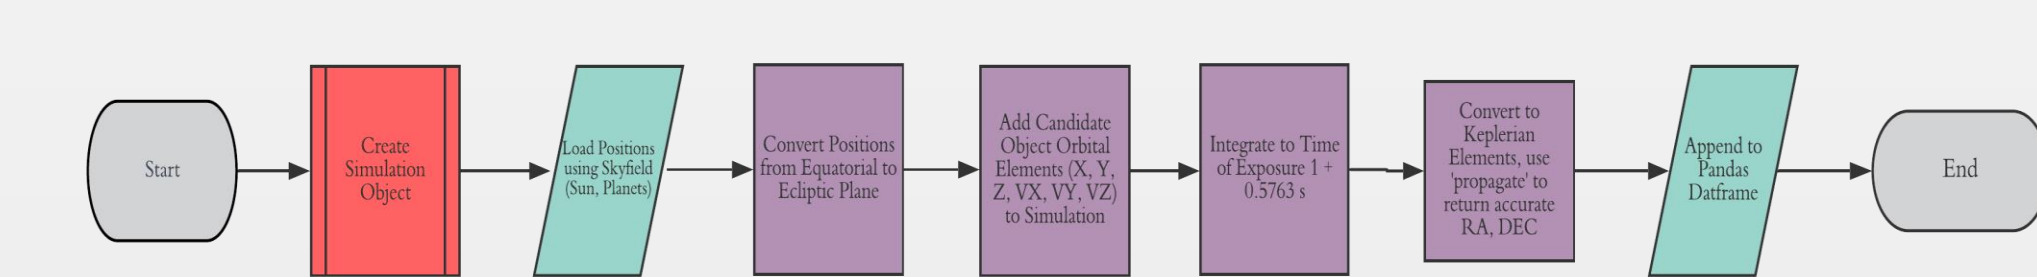 Start
Create
Simulation
Object
Load Positions
using Skyfield
(Sun, Planets)
Convert Positions
from Equatorial to
Ecliptic Plane
Add Candidate
Object Orbital
Elements (X, Y,
Z, VX, VY, VZ)
to Simulation
Integrate to Time
of Exposure 1 +
0.5763 s
Convert to
Keplerian
Elements, use
'propagate' to
return accurate
RA, DEC
Append to
Pandas
Datframe
End